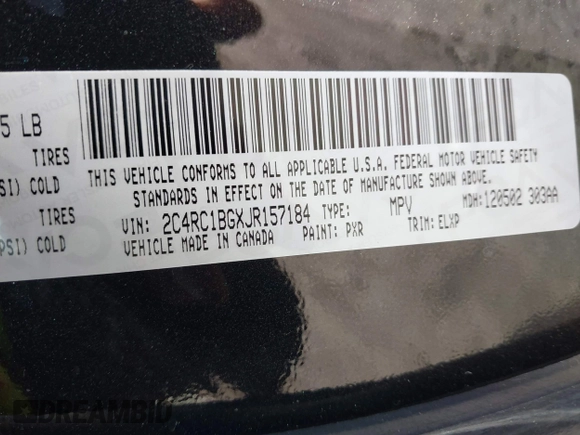 5 LB
TIRES
SI) COLD
TIRES
PSI) COLD
THIS VEHICLE CONFORMS TO ALL APPLICABLE U.S.A. FEDERAL MOTOR VEHICLE SAFETY
STANDARDS IN EFFECT ON THE DATE OF MANUFACTURE SHOWN ABOVE.
VIN: 2C4RC1BGXJR157184 TYPE: MPV MDH: 120502 303AA
VEHICLE MADE IN CANADA PAINT: PXR TRIM: ELXP
DREAMBID